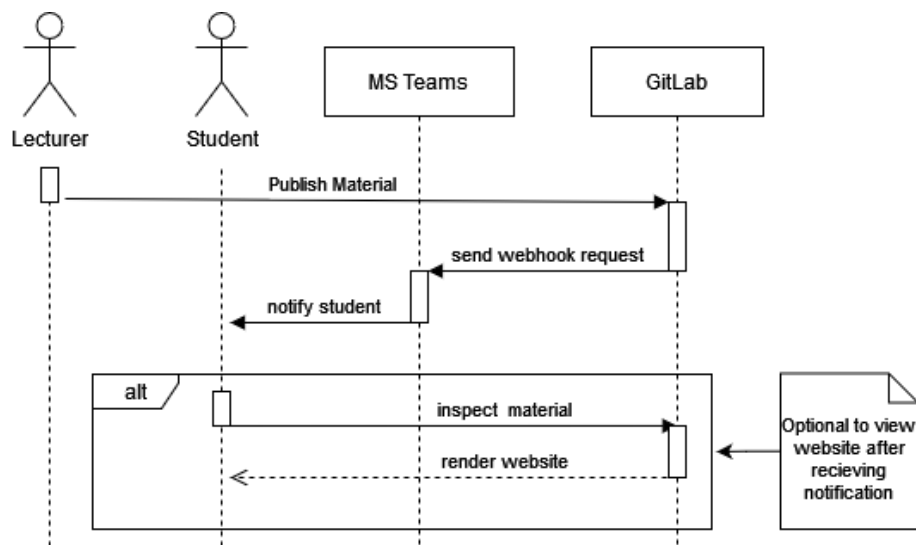 MS Teams
GitLab
Lecturer
Student
Publish Material
send webhook request
notify student
alt
inspect material
render website
Optional to view
website after
recieving
notification